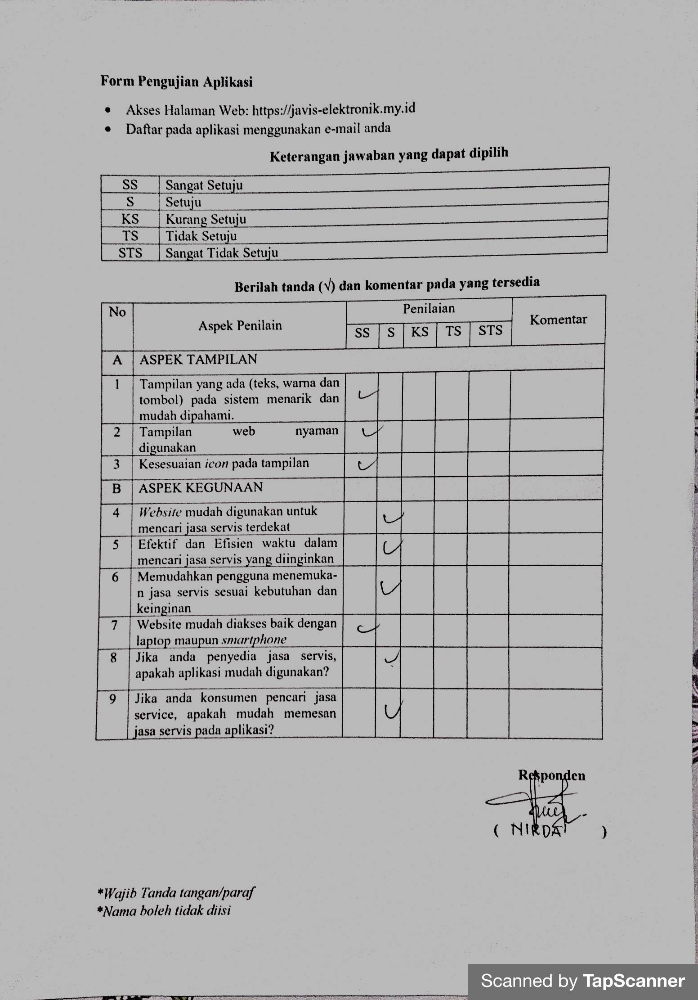 Form Pengujian Aplikasi
• Akses Halaman Web: https://javis-elektronik.my.id
• Daftar pada aplikasi menggunakan e-mail anda
Keterangan jawaban yang dapat dipilih
SS Sangat Setuju
S Setuju
KS Kurang Setuju
TS Tidak Setuju
STS Sangat Tidak Setuju
Berilah tanda (√) dan komentar pada yang tersedia
No Aspek Penilain Penilaian Komentar
SS S KS TS STS
A ASPEK TAMPILAN
1 Tampilan yang ada (teks, warna dan
tombol) pada sistem menarik dan
mudah dipahami.
2 Tampilan web nyaman
digunakan
3 Kesesuaian icon pada tampilan
B ASPEK KEGUNAAN
4 Website mudah digunakan untuk
mencari jasa servis terdekat
5 Efektif dan Efisien waktu dalam
mencari jasa servis yang diinginkan
6 Memudahkan pengguna menemuka-
n jasa servis sesuai kebutuhan dan
keinginan
7 Website mudah diakses baik dengan
laptop maupun smartphone
8 Jika anda penyedia jasa servis,
apakah aplikasi mudah digunakan?
9 Jika anda konsumen pencari jasa
service, apakah mudah memesan
jasa servis pada aplikasi?
Responden
( NIRDA )
*Wajib Tanda tangan/paraf
*Nama boleh tidak diisi
Scanned by TapScanner